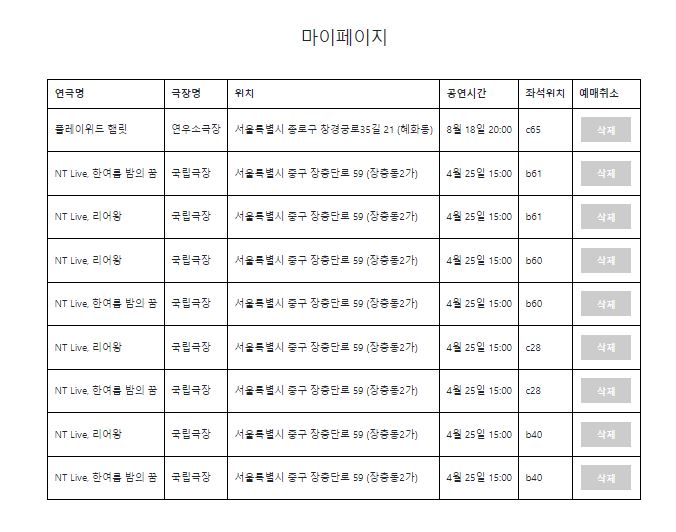 마이페이지
연극명 극장명 위치 공연시간 좌석위치 예매취소
플레이위드 햄릿 연우소극장 서울특별시 종로구 창경궁로35길 21 (혜화동) 8월 18일 20:00 c65 삭제
NT Live, 한여름 밤의 꿈 국립극장 서울특별시 중구 장충단로 59 (장충동2가) 4월 25일 15:00 b61 삭제
NT Live, 리어왕 국립극장 서울특별시 중구 장충단로 59 (장충동2가) 4월 25일 15:00 b61 삭제
NT Live, 리어왕 국립극장 서울특별시 중구 장충단로 59 (장충동2가) 4월 25일 15:00 b60 삭제
NT Live, 한여름 밤의 꿈 국립극장 서울특별시 중구 장충단로 59 (장충동2가) 4월 25일 15:00 b60 삭제
NT Live, 리어왕 국립극장 서울특별시 중구 장충단로 59 (장충동2가) 4월 25일 15:00 c28 삭제
NT Live, 한여름 밤의 꿈 국립극장 서울특별시 중구 장충단로 59 (장충동2가) 4월 25일 15:00 c28 삭제
NT Live, 리어왕 국립극장 서울특별시 중구 장충단로 59 (장충동2가) 4월 25일 15:00 b40 삭제
NT Live, 한여름 밤의 꿈 국립극장 서울특별시 중구 장충단로 59 (장충동2가) 4월 25일 15:00 b40 삭제